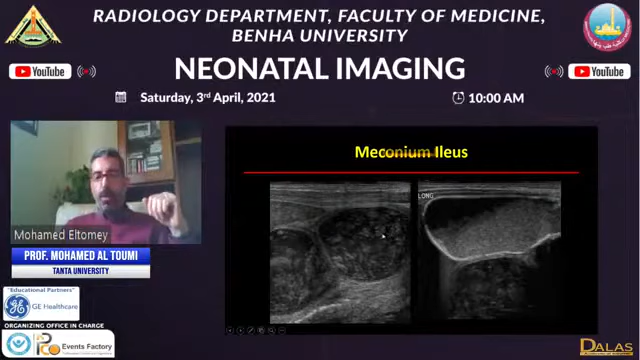 RADIOLOGY DEPARTMENT, FACULTY OF MEDICINE,
BENHA UNIVERSITY
YouTube
NEONATAL IMAGING
YouTube
Saturday, 3rd April, 2021
10:00 AM
Meconium Ileus
LONG
Mohamed Eltomey
PROF. MOHAMED AL TOUMI
TANTA UNIVERSITY
"Educational Partners"
GE Healthcare
ORGANIZING OFFICE IN CHARGE
Events Factory
DALAS